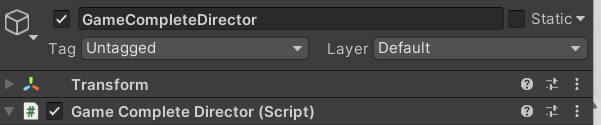 GameCompleteDirector Static
Tag Untagged Layer Default
Transform
# Game Complete Director (Script)